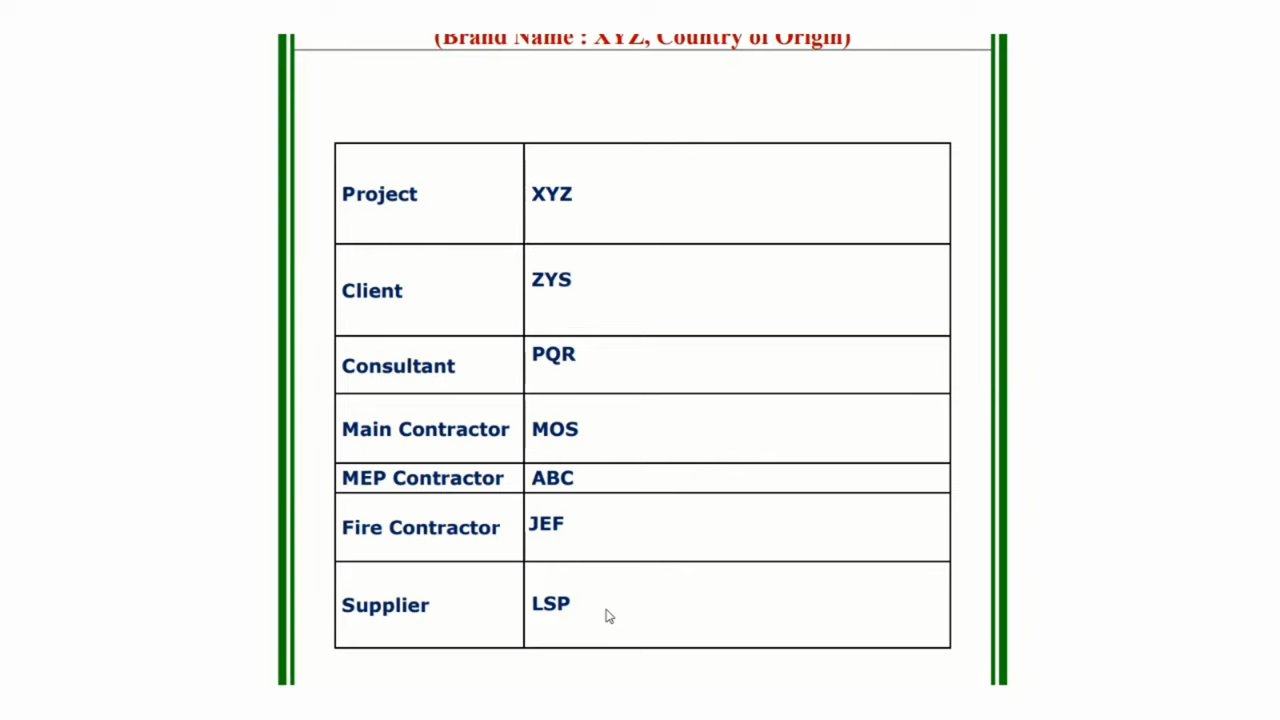 (Brand Name : XYZ, Country of Origin)
Project XYZ
Client ZYS
Consultant PQR
Main Contractor MOS
MEP Contractor ABC
Fire Contractor JEF
Supplier LSP